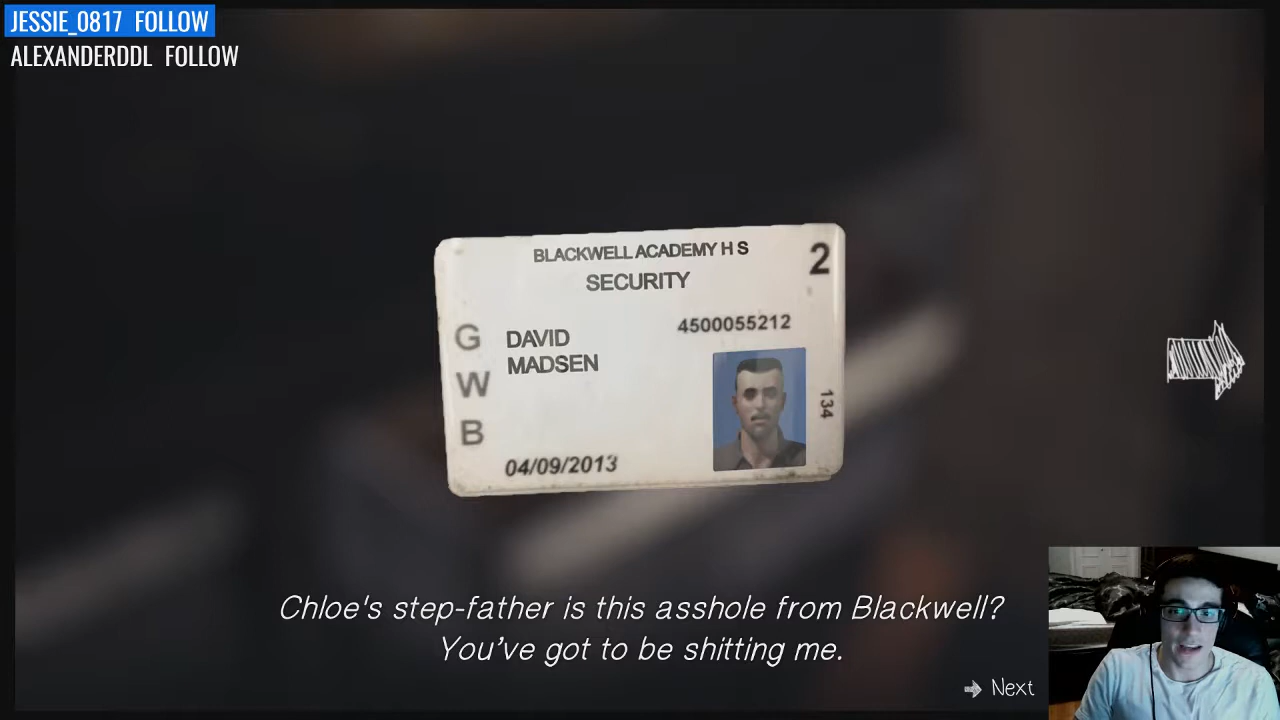 JESSIE_0817 FOLLOW
ALEXANDERDDL FOLLOW
BLACKWELL ACADEMY H S
2
SECURITY
4500055212
G
DAVID
W
MADSEN
B
134
04/09/2013
Chloe's step-father is this asshole from Blackwell?
You've got to be shitting me.
Next